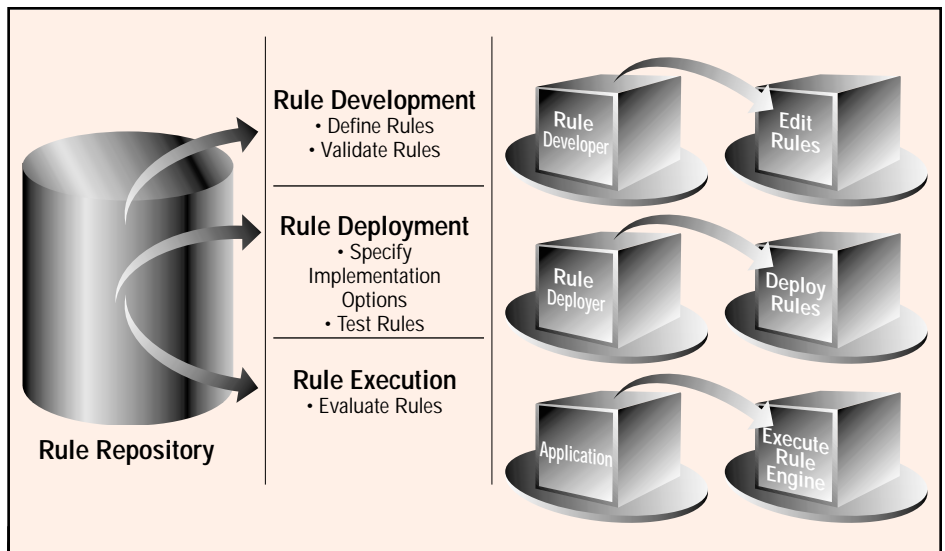 Rule Repository
Rule Development
• Define Rules
• Validate Rules
Rule Deployment
• Specify
Implementation
Options
• Test Rules
Rule Execution
• Evaluate Rules
Rule
Developer
Edit
Rules
Rule
Deployer
Deploy
Rules
Application
Execute
Rule
Engine